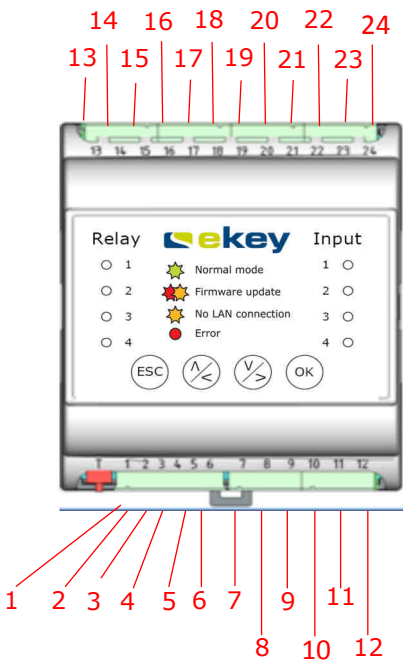 14 16 18 20 22 24
13 15 17 19 21 23
13 14 15 16 17 18 19 20 21 22 23 24
Relay ekey Input
1 Normal mode 1
2 Firmware update 2
3 No LAN connection 3
4 Error 4
ESC Λ/< V/> OK
T 1 2 3 4 5 6 7 8 9 10 11 12
1 2 3 4 5 6 7
8 9 10 11 12